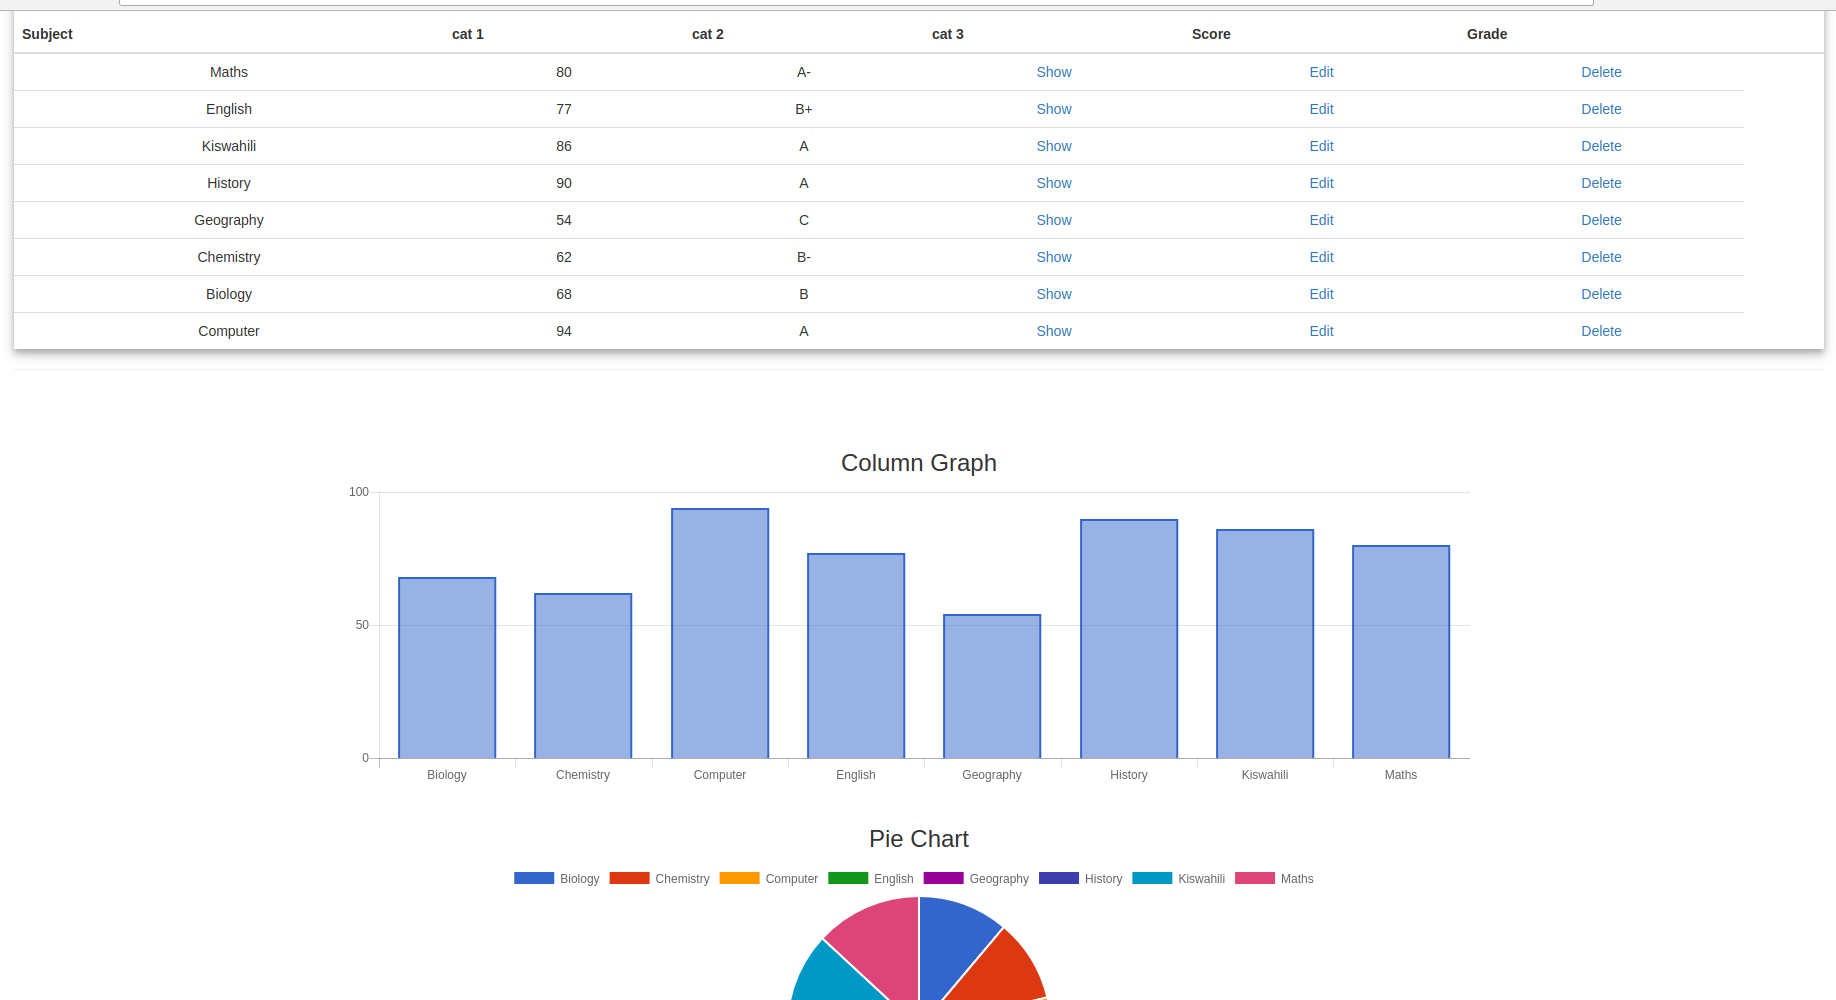 Subject cat 1 cat 2 cat 3 Score Grade
Maths 80 A- Show Edit Delete
English 77 B+ Show Edit Delete
Kiswahili 86 A Show Edit Delete
History 90 A Show Edit Delete
Geography 54 C Show Edit Delete
Chemistry 62 B- Show Edit Delete
Biology 68 B Show Edit Delete
Computer 94 A Show Edit Delete
Column Graph
100
50
0
Biology Chemistry Computer English Geography History Kiswahili Maths
Pie Chart
Biology Chemistry Computer English Geography History Kiswahili Maths